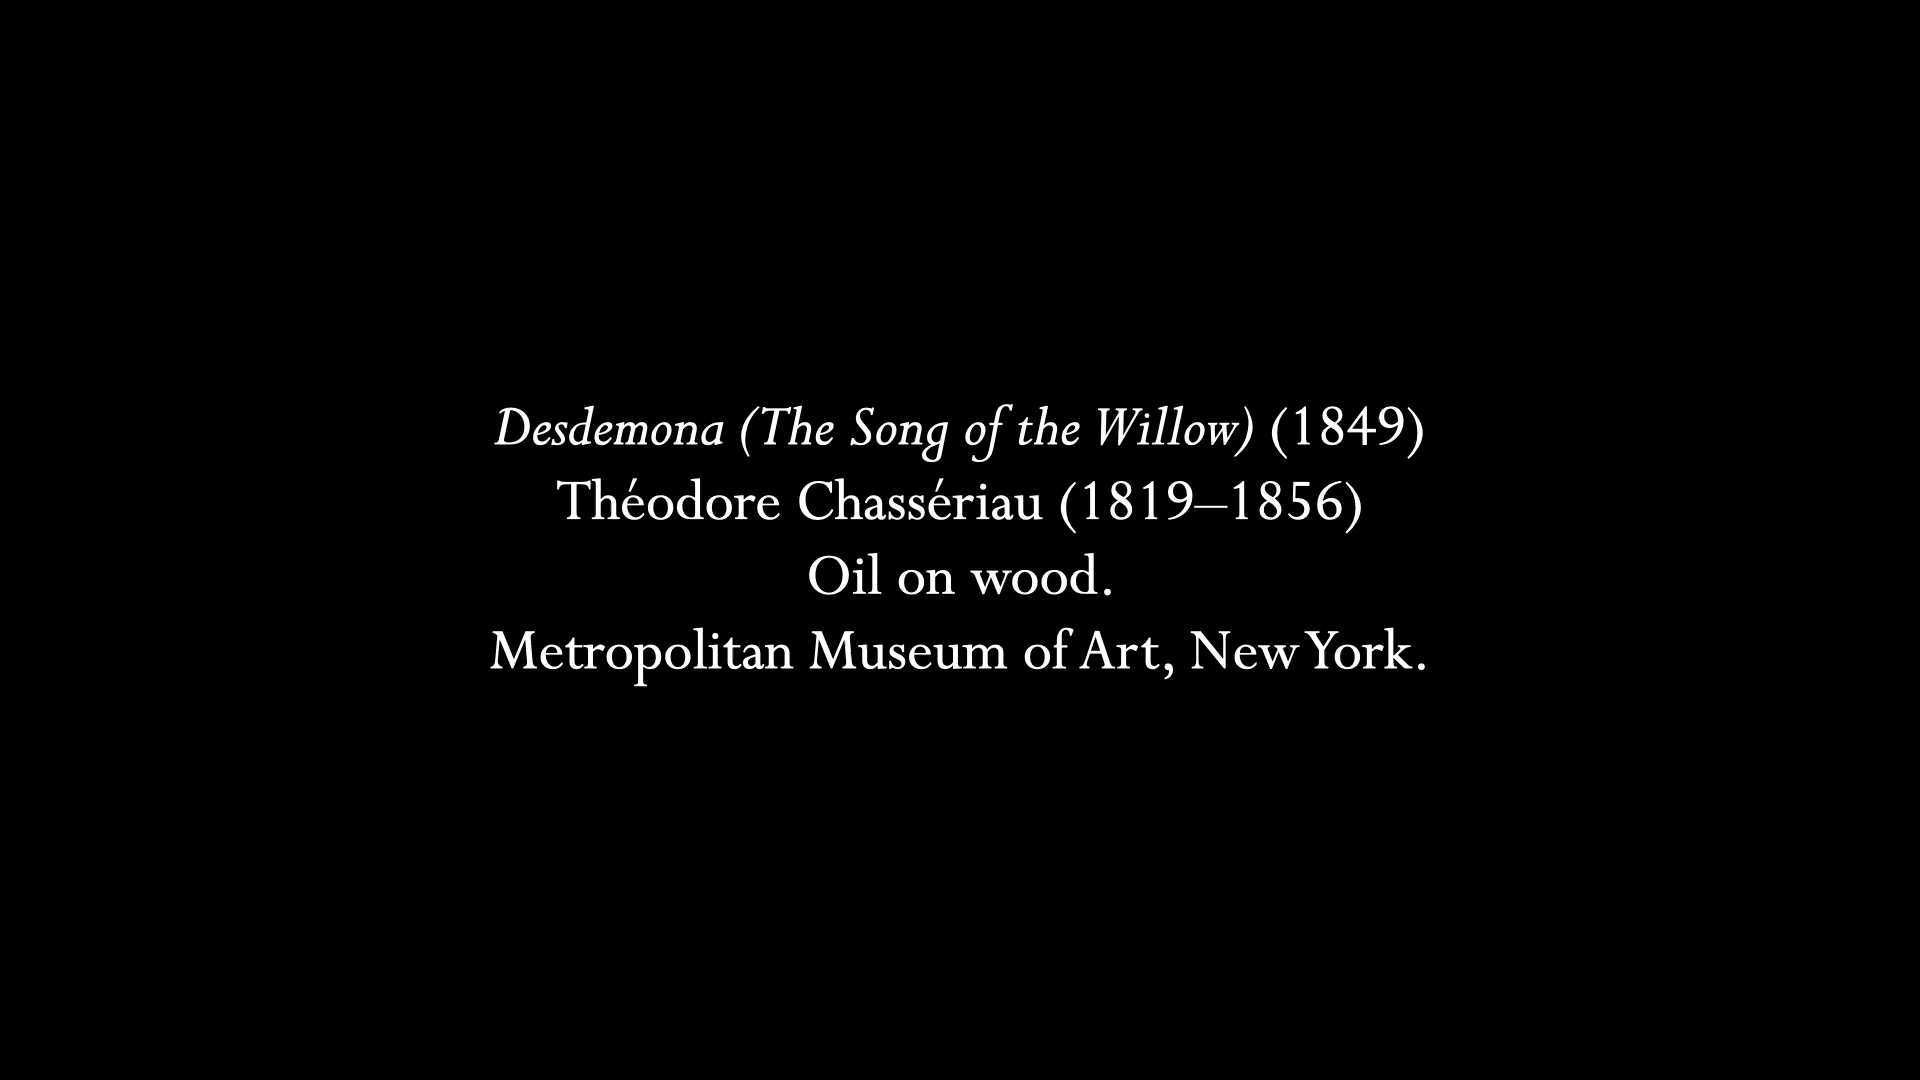 Desdemona (The Song of the Willow) (1849)
Théodore Chassériau (1819–1856)
Oil on wood.
Metropolitan Museum of Art, New York.